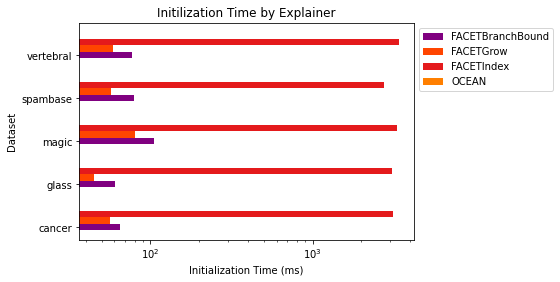 Initilization Time by Explainer
FACETBranchBound
FACETGrow
FACETIndex
OCEAN
Dataset
vertebral
spambase
magic
glass
cancer
10²
10³
Initialization Time (ms)